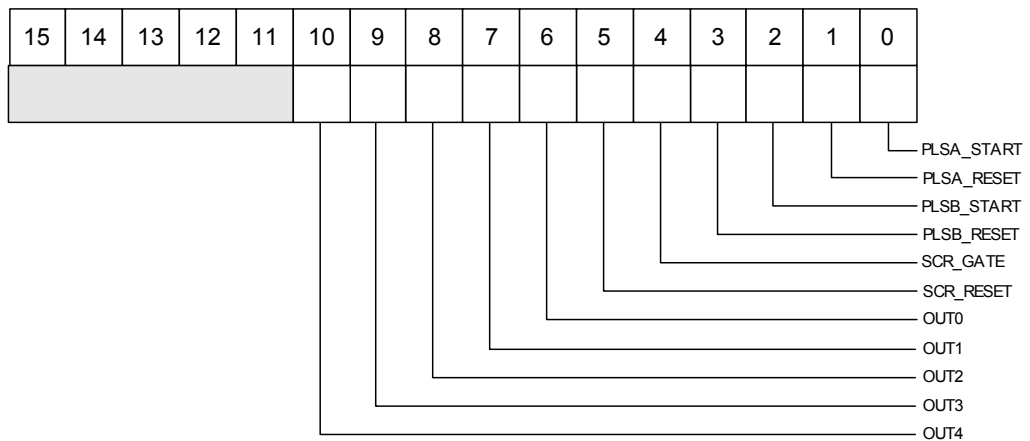 15 14 13 12 11 10 9 8 7 6 5 4 3 2 1 0
PLSA_START
PLSA_RESET
PLSB_START
PLSB_RESET
SCR_GATE
SCR_RESET
OUT0
OUT1
OUT2
OUT3
OUT4